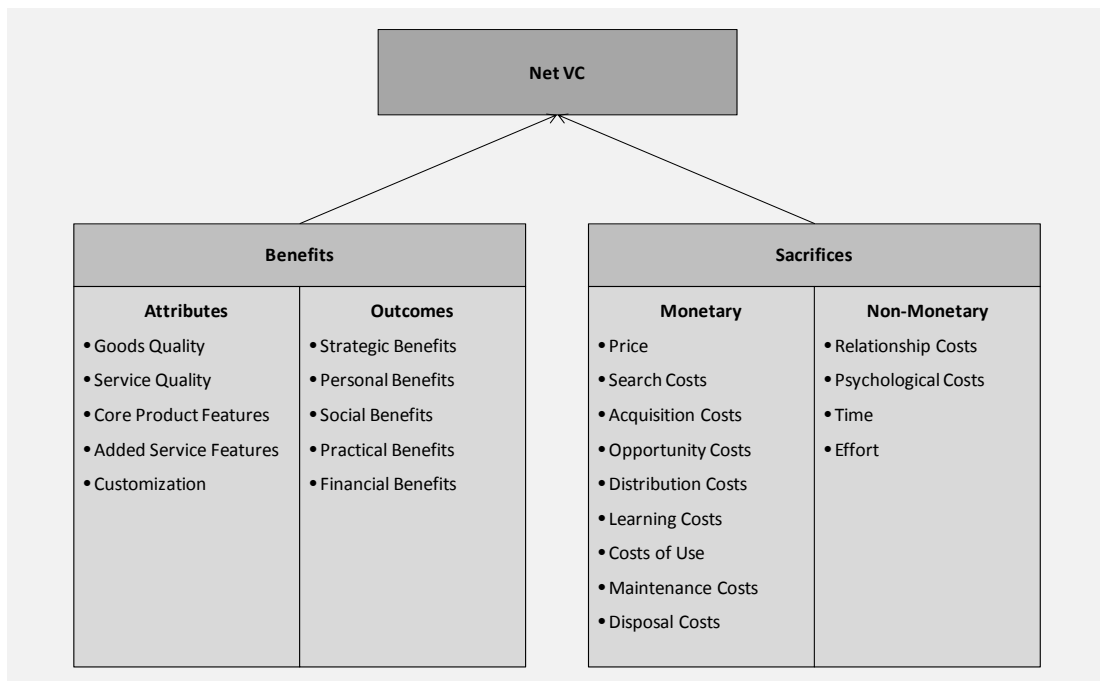 Net VC
Benefits
Attributes
• Goods Quality
• Service Quality
• Core Product Features
• Added Service Features
• Customization
Outcomes
• Strategic Benefits
• Personal Benefits
• Social Benefits
• Practical Benefits
• Financial Benefits
Sacrifices
Monetary
• Price
• Search Costs
• Acquisition Costs
• Opportunity Costs
• Distribution Costs
• Learning Costs
• Costs of Use
• Maintenance Costs
• Disposal Costs
Non-Monetary
• Relationship Costs
• Psychological Costs
• Time
• Effort